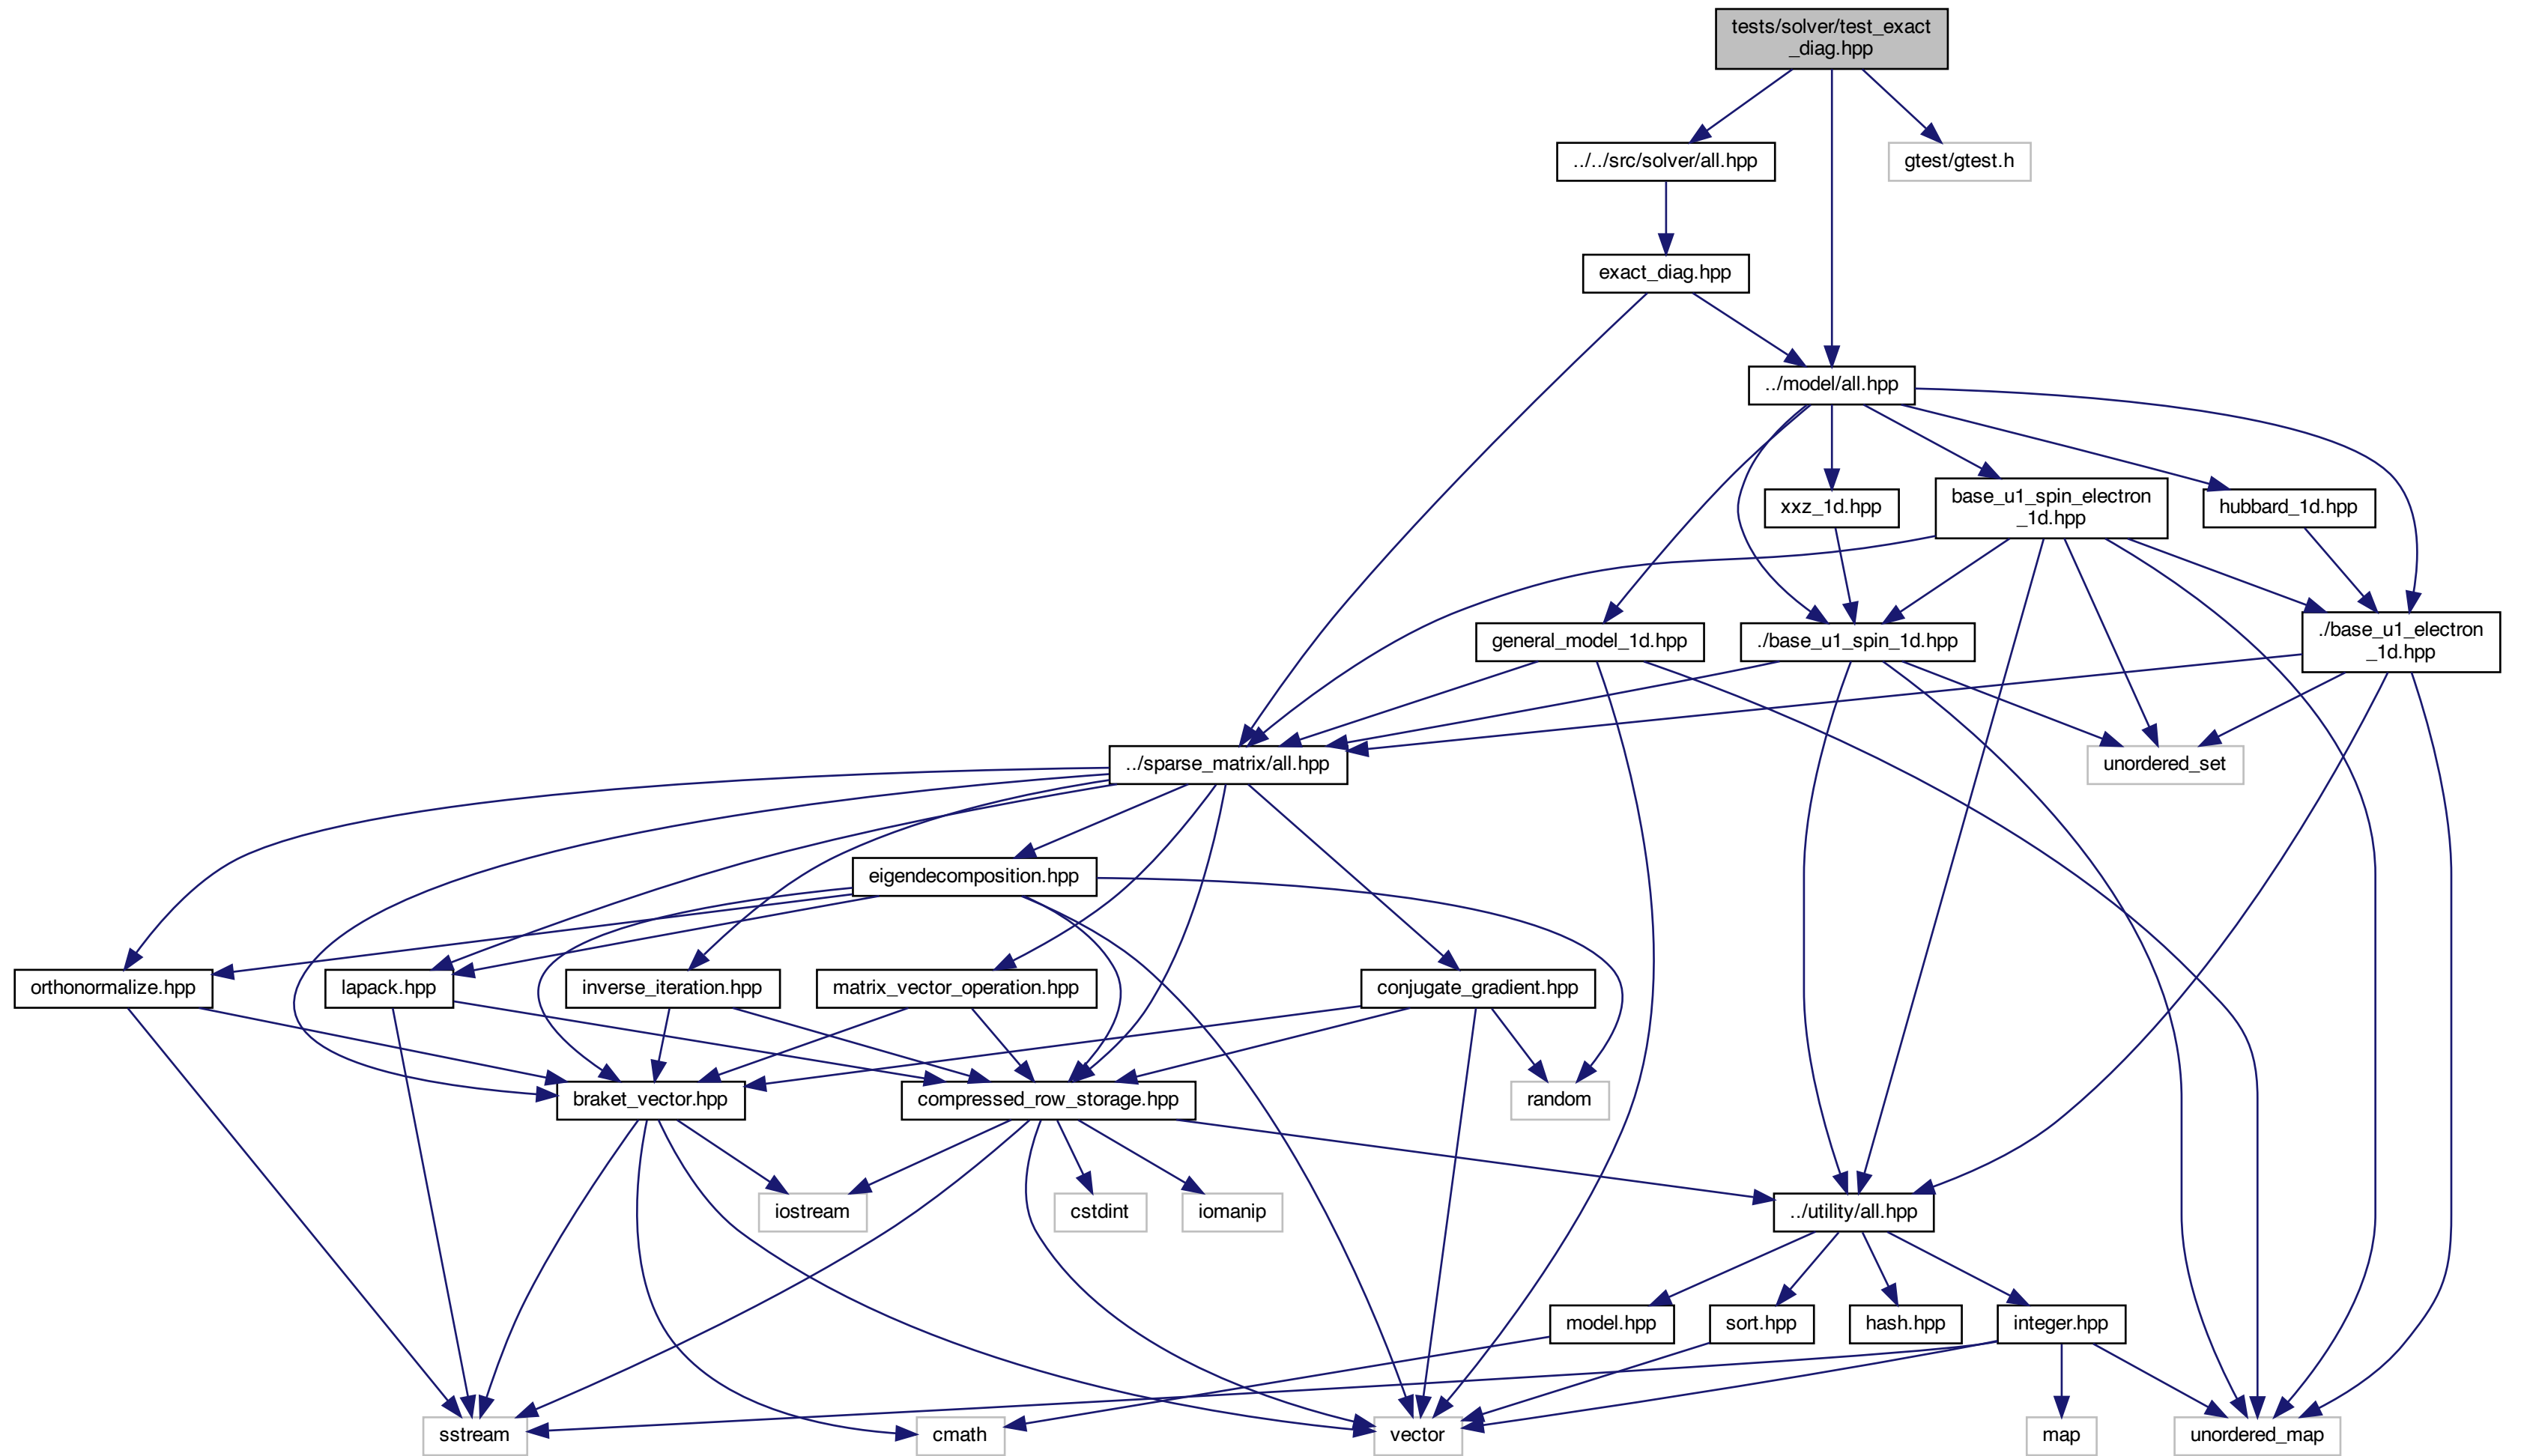 tests/solver/test_exact
_diag.hpp
../../src/solver/all.hpp
gtest/gtest.h
exact_diag.hpp
../model/all.hpp
xxz_1d.hpp
base_u1_spin_electron
_1d.hpp
hubbard_1d.hpp
general_model_1d.hpp
./base_u1_spin_1d.hpp
./base_u1_electron
_1d.hpp
../sparse_matrix/all.hpp
unordered_set
eigendecomposition.hpp
orthonormalize.hpp
lapack.hpp
inverse_iteration.hpp
matrix_vector_operation.hpp
conjugate_gradient.hpp
braket_vector.hpp
compressed_row_storage.hpp
random
iostream
cstdint
iomanip
../utility/all.hpp
model.hpp
sort.hpp
hash.hpp
integer.hpp
sstream
cmath
vector
map
unordered_map